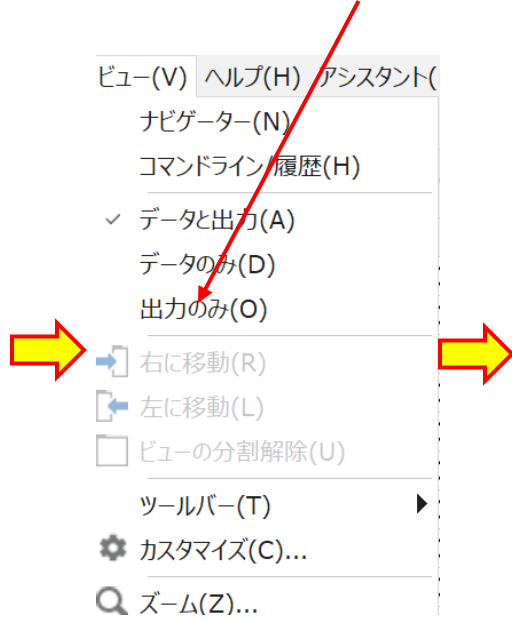 ビュー(V) ヘルプ(H) アシスタント(
ナビゲーター(N)
コマンドライン/履歴(H)
データと出力(A)
データのみ(D)
出力のみ(O)
右に移動(R)
左に移動(L)
ビューの分割解除(U)
ツールバー(T)
カスタマイズ(C)...
ズーム(Z)...